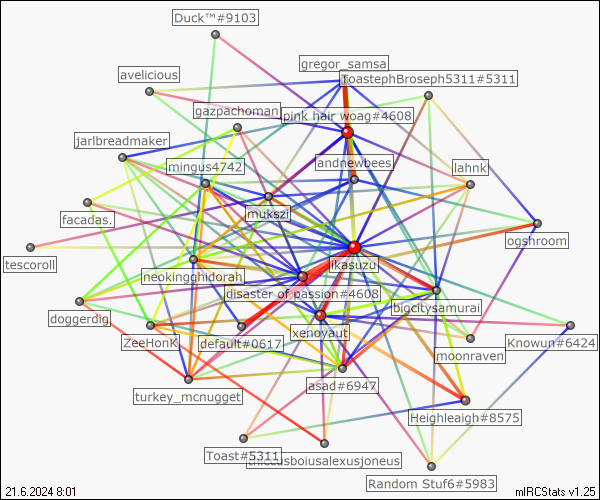 Duck™#9103
gregor_samsa
avelicious
ToastephBroseph5311#5311
gazpachoman
pink hair woag#4608
jarlbreadmaker
andnewbees
mingus4742
lahnk
facadas.
mukszi
ogshroom
tescoroll
ikasuzu
neokingghidorah
disaster of passion#4608
bigcitysamurai
doggerdig
xenoyaut
ZeeHonK
default#0617
moonraven
Knowun#6424
asad#6947
turkey_mcnugget
Heighleaigh#8575
Toast#5311
thiccusboiusalexusjoneus
Random Stuf6#5983
21.6.2024 8:01
mIRCStats v1.25